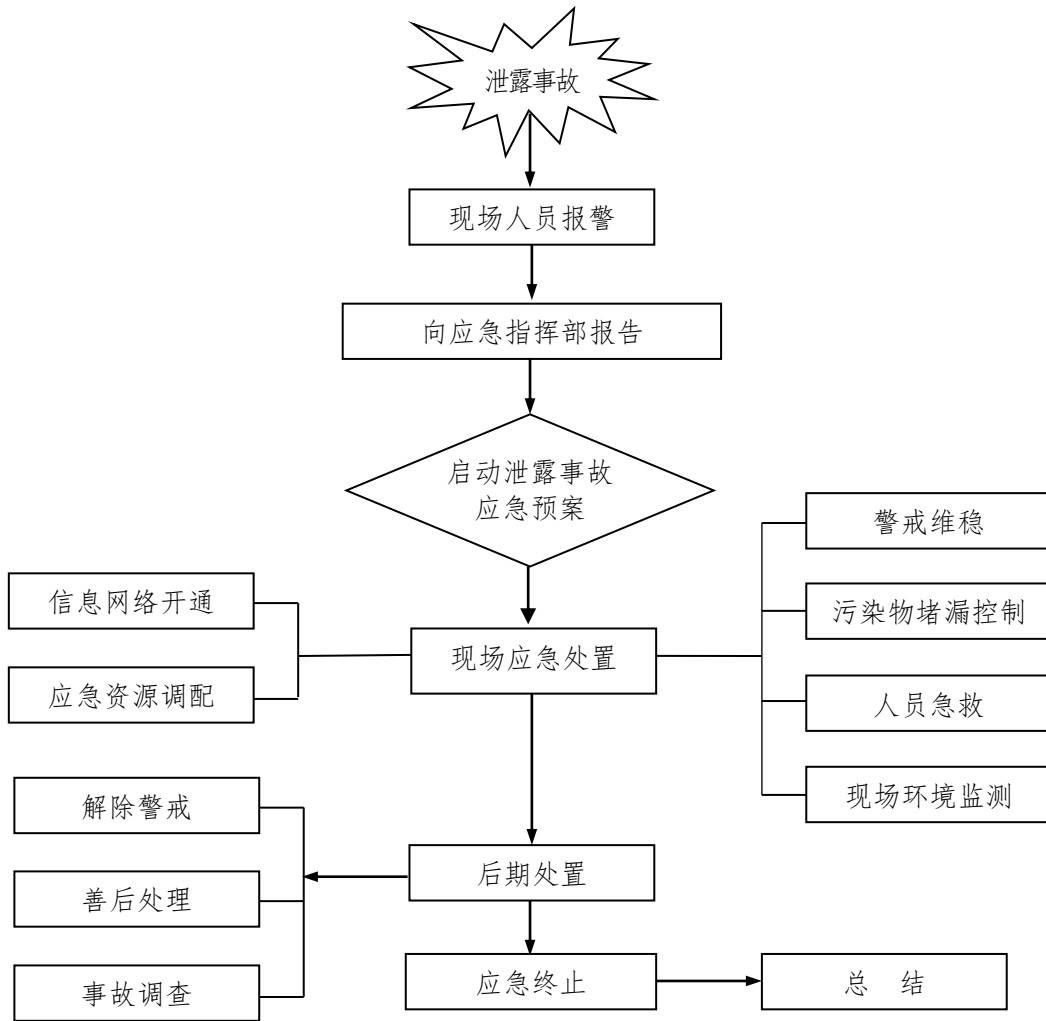 泄露事故
现场人员报警
向应急指挥部报告
启动泄露事故
应急预案
警戒维稳
信息网络开通
污染物堵漏控制
现场应急处置
应急资源调配
人员急救
现场环境监测
解除警戒
后期处置
善后处理
应急终止
总 结
事故调查